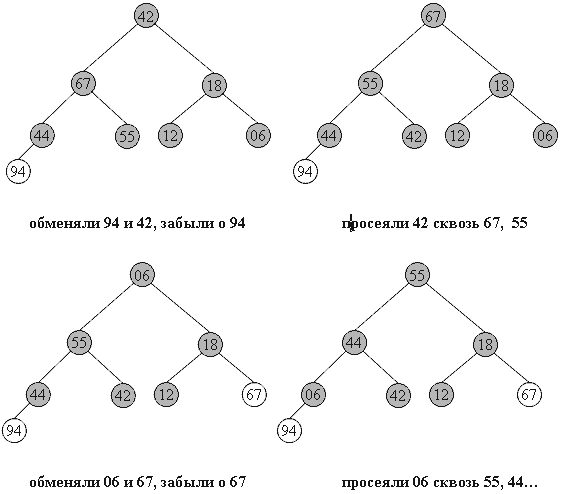 42 67
67 18 55 18
44 55 12 06 44 42 12 06
94 94
обменяли 94 и 42, забыли о 94 просеяли 42 сквозь 67, 55
06 55
55 18 44 18
44 42 12 67 06 42 12 67
94 94
обменяли 06 и 67, забыли о 67 просеяли 06 сквозь 55, 44...